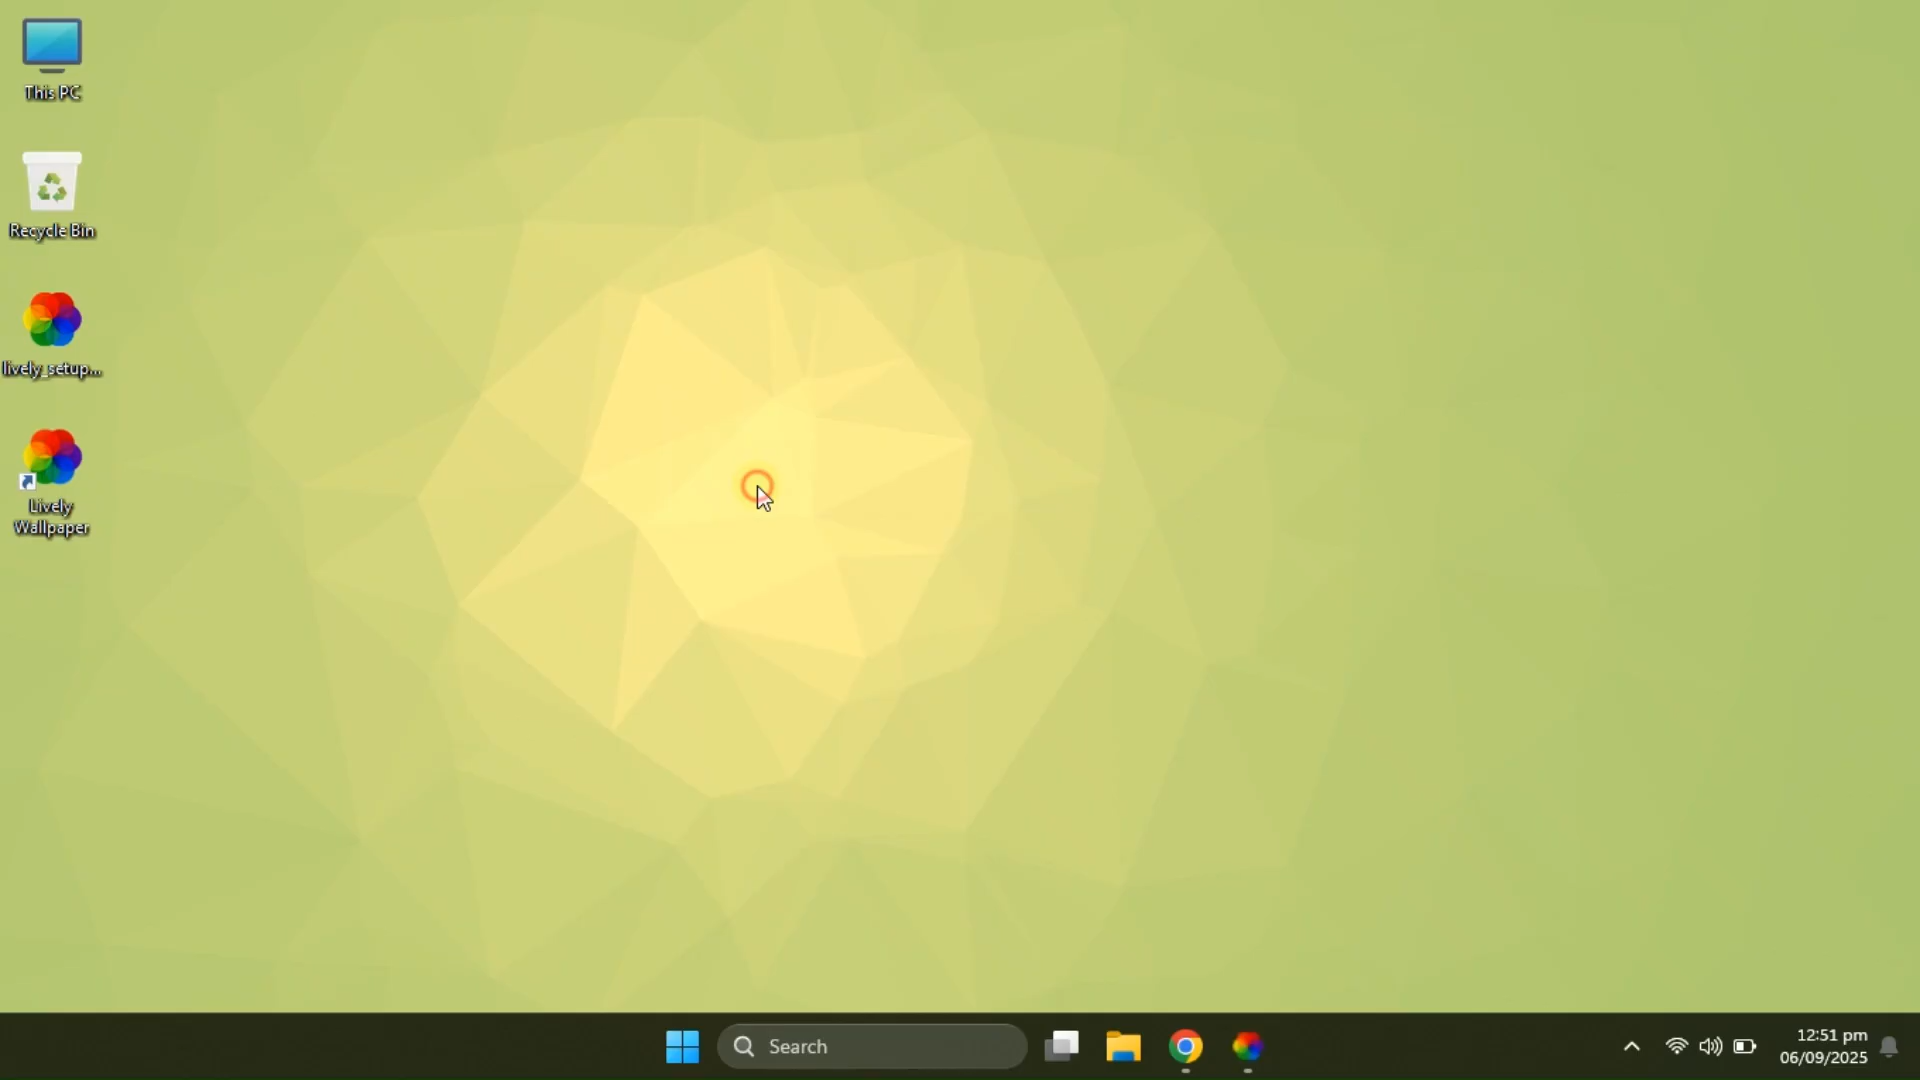 This PC
Recycle Bin
lively_setup...
Lively
Wallpaper
Search
12:51 pm
06/09/2025